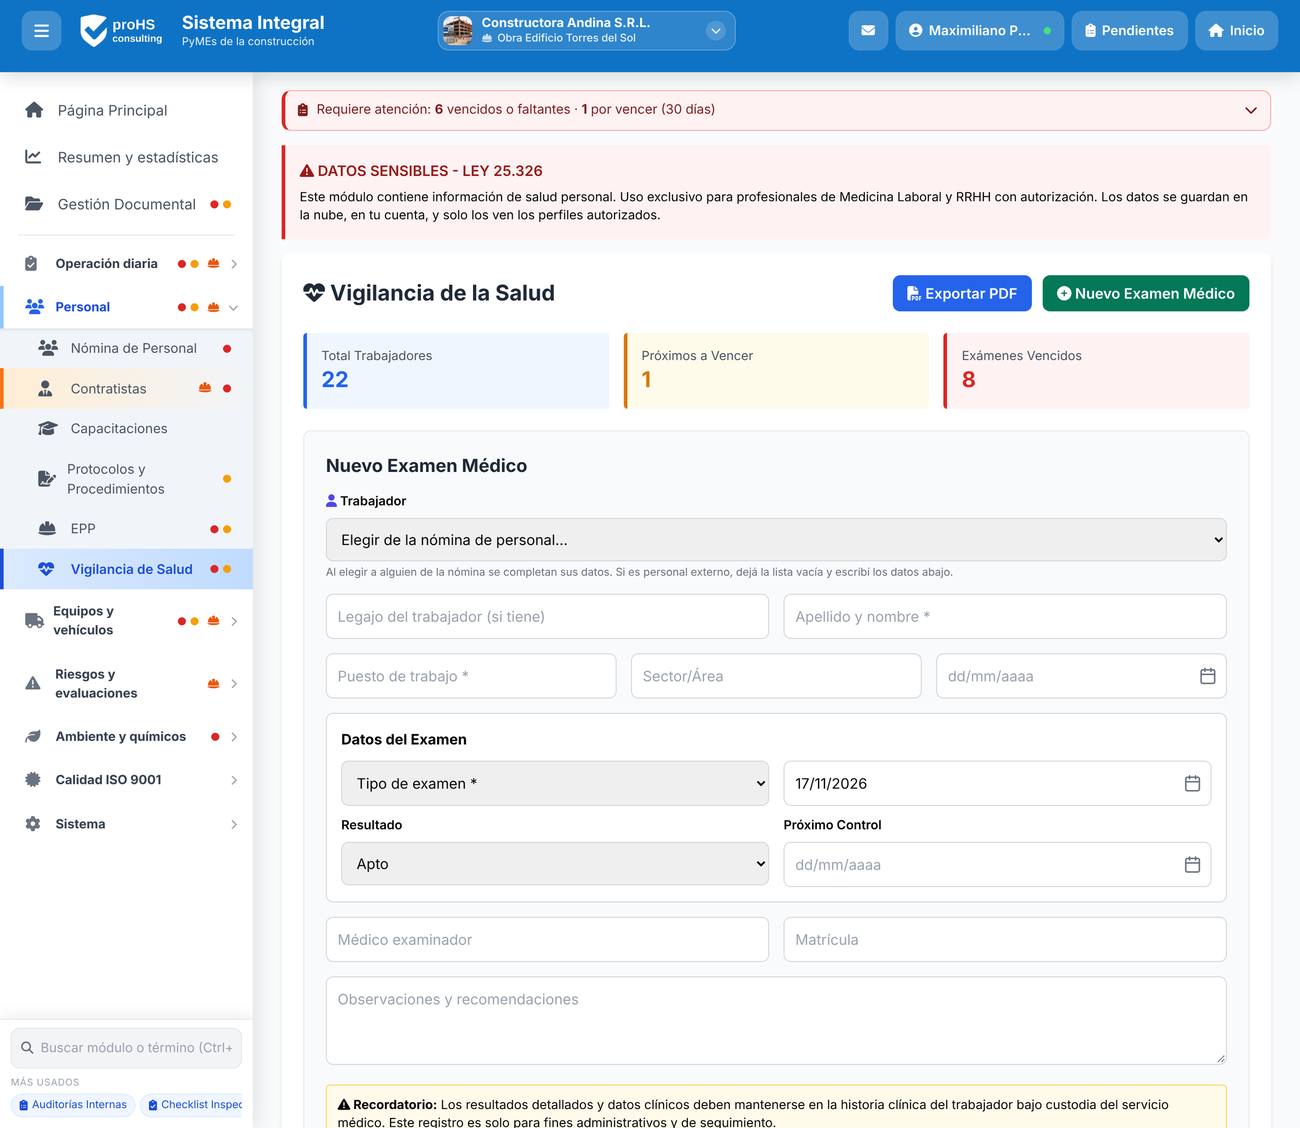 proHS
consulting
Sistema Integral
PyMEs de la construcción
Constructora Andina S.R.L.
Obra Edificio Torres del Sol
Maximiliano P...
Pendientes
Inicio
Página Principal
Resumen y estadísticas
Gestión Documental
Operación diaria
Personal
Nómina de Personal
Contratistas
Capacitaciones
Protocolos y
Procedimientos
EPP
Vigilancia de Salud
Equipos y
vehículos
Riesgos y
evaluaciones
Ambiente y químicos
Calidad ISO 9001
Sistema
Buscar módulo o término (Ctrl+
MÁS USADOS
Auditorías Internas
Checklist Inspec
Requiere atención: 6 vencidos o faltantes · 1 por vencer (30 días)
DATOS SENSIBLES - LEY 25.326
Este módulo contiene información de salud personal. Uso exclusivo para profesionales de Medicina Laboral y RRHH con autorización. Los datos se guardan en
la nube, en tu cuenta, y solo los ven los perfiles autorizados.
Vigilancia de la Salud
PDF
Exportar PDF
Nuevo Examen Médico
Total Trabajadores
22
Próximos a Vencer
1
Exámenes Vencidos
8
Nuevo Examen Médico
Trabajador
Elegir de la nómina de personal...
Al elegir a alguien de la nómina se completan sus datos. Si es personal externo, dejá la lista vacía y escribí los datos abajo.
Legajo del trabajador (si tiene)
Apellido y nombre *
Puesto de trabajo *
Sector/Área
dd/mm/aaaa
Datos del Examen
Tipo de examen *
17/11/2026
Resultado
Próximo Control
Apto
dd/mm/aaaa
Médico examinador
Matrícula
Observaciones y recomendaciones
Recordatorio: Los resultados detallados y datos clínicos deben mantenerse en la historia clínica del trabajador bajo custodia del servicio
médico. Este registro es solo para fines administrativos y de seguimiento.